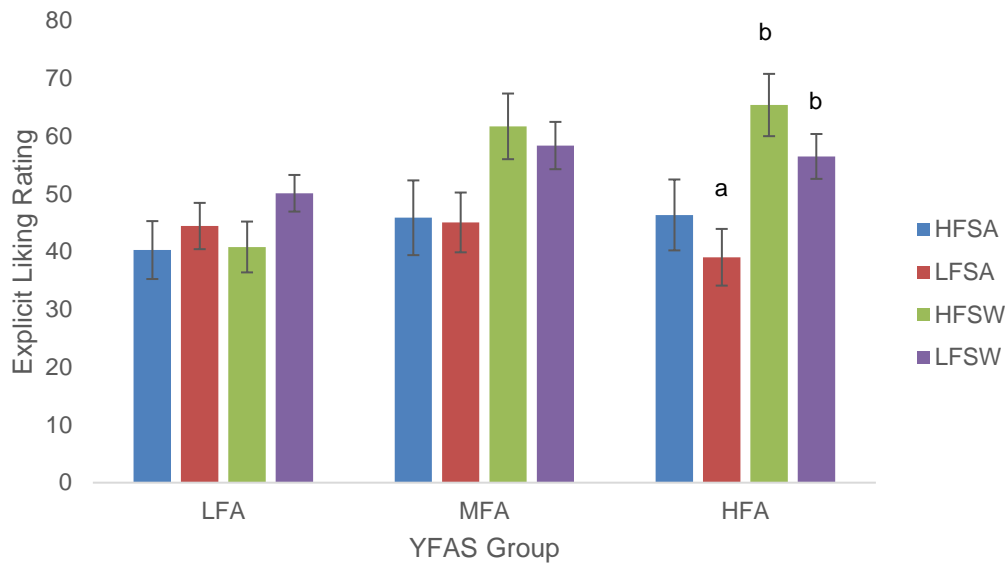 80
70
60
50
40
30
20
10
0
Explicit Liking Rating
b
b
a
LFA MFA HFA
YFAS Group
HFSA
LFSA
HFSW
LFSW